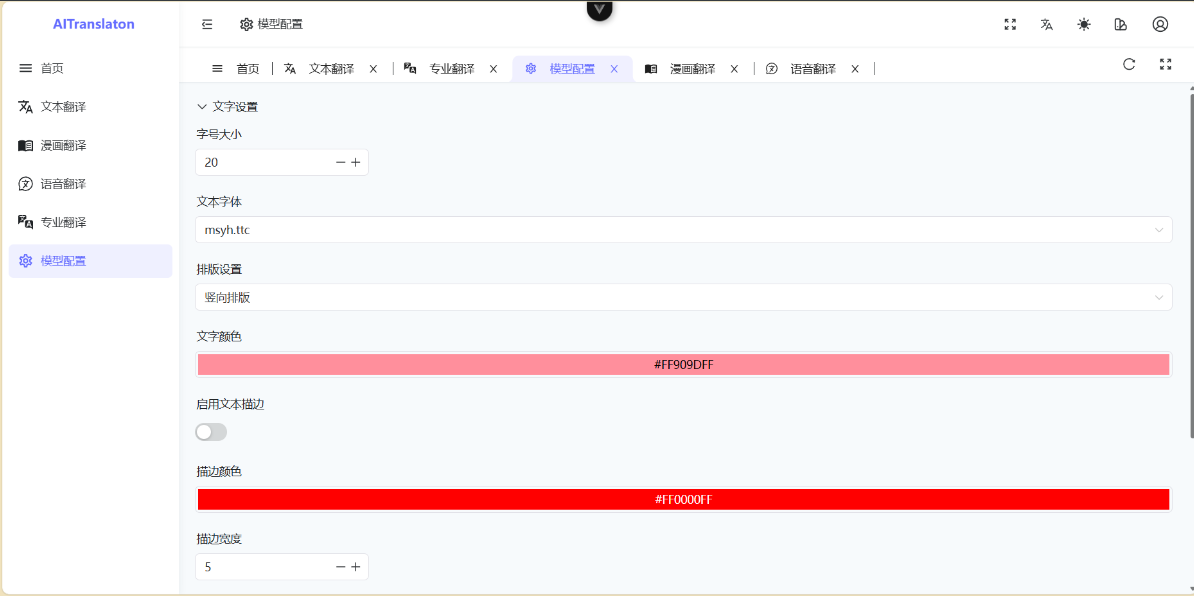 AITranslaton
模型配置
首页
文本翻译
专业翻译
模型配置
漫画翻译
语音翻译
首页
文本翻译
漫画翻译
语音翻译
专业翻译
模型配置
文字设置
字号大小
20
文本字体
msyh.ttc
排版设置
竖向排版
文字颜色
#FF909DFF
启用文本描边
描边颜色
#FF0000FF
描边宽度
5